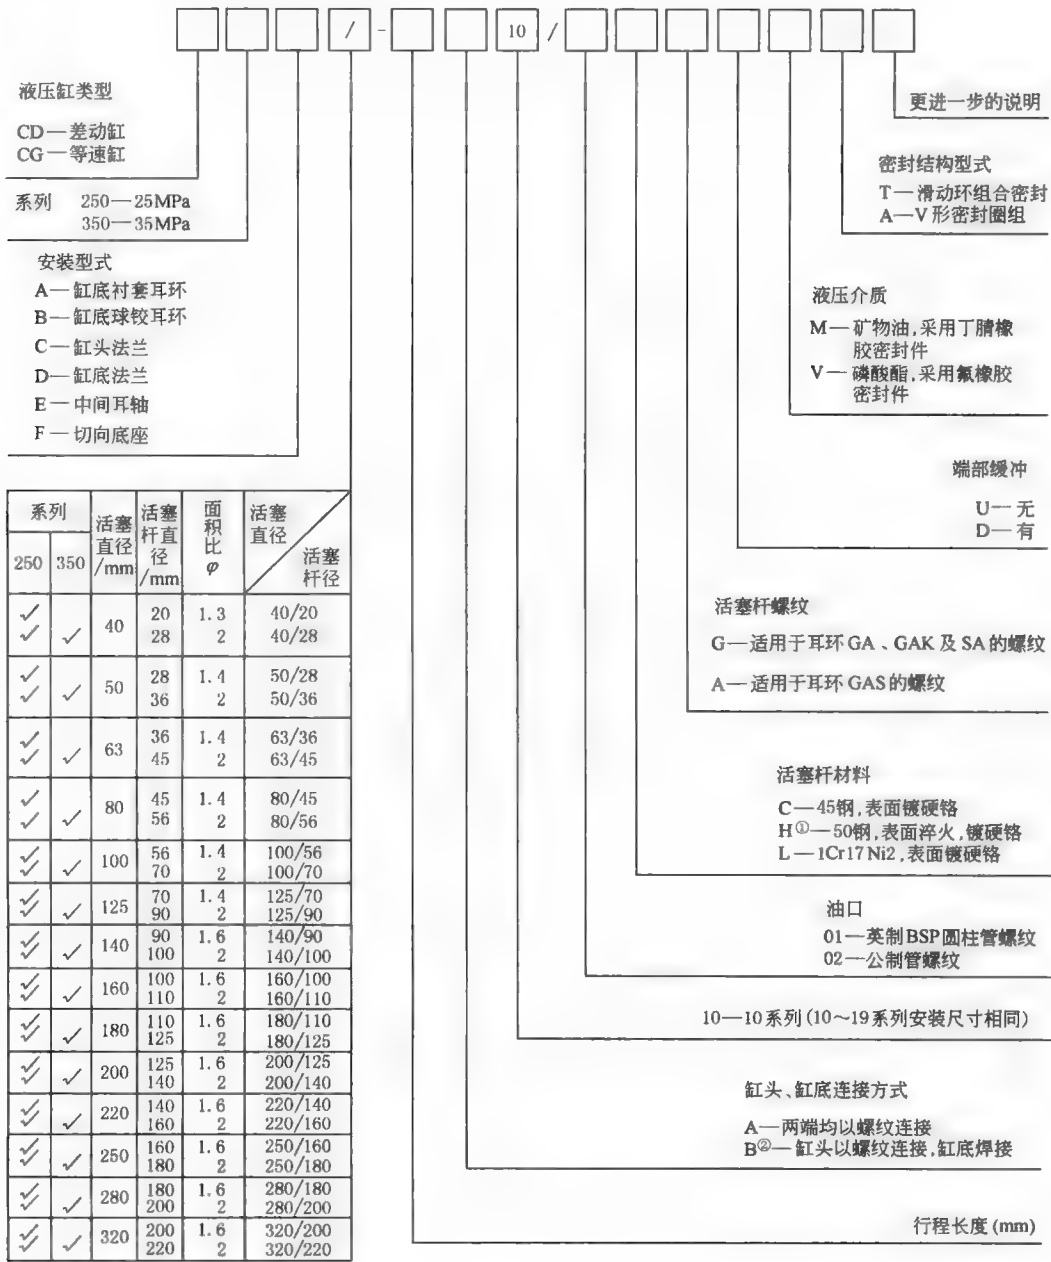 / - 10 /
液压缸类型
CD—差动缸
CG—等速缸
系列 250—25MPa
350—35MPa
安装型式
A—缸底衬套耳环
B—缸底球铰耳环
C—缸头法兰
D—缸底法兰
E—中间耳轴
F—切向底座
更进一步的说明
密封结构型式
T—滑动环组合密封
A—V形密封圈组
液压介质
M—矿物油,采用丁腈橡
胶密封件
V—磷酸酯,采用氟橡胶
密封件
端部缓冲
U—无
D—有
活塞杆螺纹
G—适用于耳环 GA、GAK 及 SA 的螺纹
A—适用于耳环 GAS 的螺纹
活塞杆材料
C—45钢,表面镀硬铬
H①—50钢,表面淬火,镀硬铬
L—1Cr17Ni2,表面镀硬铬
油口
01—英制BSP圆柱管螺纹
02—公制管螺纹
10—10系列(10～19系列安装尺寸相同)
缸头、缸底连接方式
A—两端均以螺纹连接
B②—缸头以螺纹连接,缸底焊接
行程长度(mm)
系列 活塞直径/mm 活塞杆直径/mm 面积比φ 活塞直径 活塞杆径
250 350
✓ 40 20 1.3 40/20
✓ ✓ 28 2 40/28
✓ 50 28 1.4 50/28
✓ ✓ 36 2 50/36
✓ 63 36 1.4 63/36
✓ ✓ 45 2 63/45
✓ 80 45 1.4 80/45
✓ ✓ 56 2 80/56
✓ 100 56 1.4 100/56
✓ ✓ 70 2 100/70
✓ 125 70 1.4 125/70
✓ ✓ 90 2 125/90
✓ 140 90 1.6 140/90
✓ ✓ 100 2 140/100
✓ 160 100 1.6 160/100
✓ ✓ 110 2 160/110
✓ 180 110 1.6 180/110
✓ ✓ 125 2 180/125
✓ 200 125 1.6 200/125
✓ ✓ 140 2 200/140
✓ 220 140 1.6 220/140
✓ ✓ 160 2 220/160
✓ 250 160 1.6 250/160
✓ ✓ 180 2 250/180
✓ 280 180 1.6 280/180
✓ ✓ 200 2 280/200
✓ 320 200 1.6 320/200
✓ ✓ 220 2 320/220